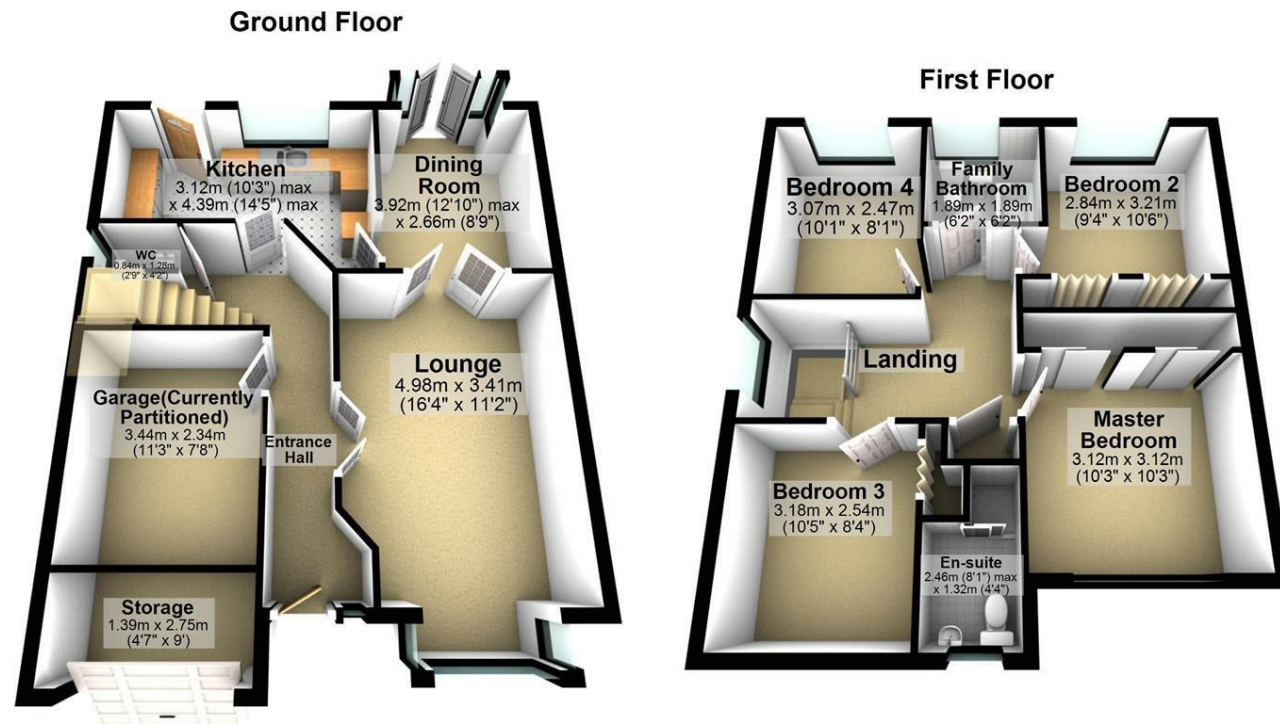 Ground Floor
Kitchen
3.12m (10'3") max
x 4.39m (14'5") max
Dining
Room
3.92m (12'10") max
x 2.66m (8'9")
WC
0.84m x 1.28m
(2'9" x 4'2")
Lounge
4.98m x 3.41m
(16'4" x 11'2")
Garage(Currently
Partitioned)
3.44m x 2.34m
(11'3" x 7'8")
Entrance
Hall
Storage
1.39m x 2.75m
(4'7" x 9')
First Floor
Bedroom 4
3.07m x 2.47m
(10'1" x 8'1")
Family
Bathroom
1.89m x 1.89m
(6'2" x 6'2")
Bedroom 2
2.84m x 3.21m
(9'4" x 10'6")
Landing
Master
Bedroom
3.12m x 3.12m
(10'3" x 10'3")
Bedroom 3
3.18m x 2.54m
(10'5" x 8'4")
En-suite
2.46m (8'1") max
x 1.32m (4'4")